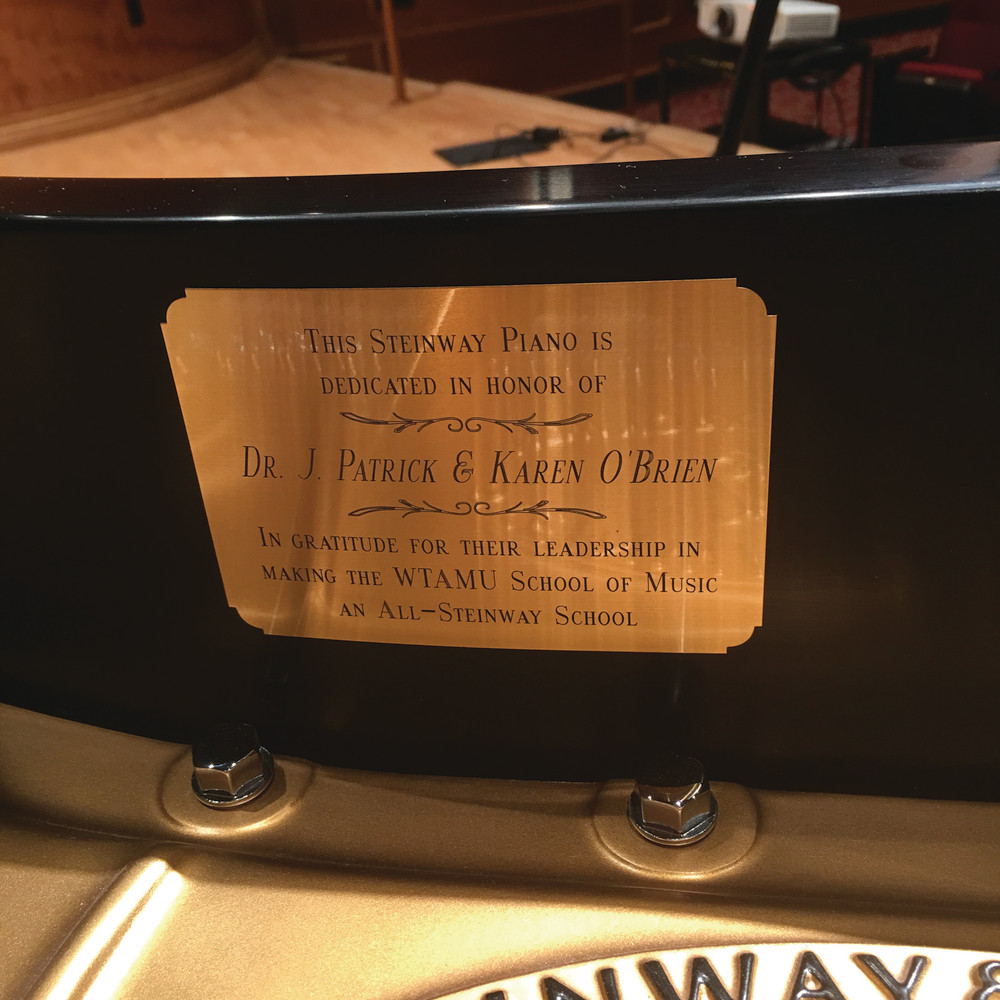 This Steinway Piano is
dedicated in honor of
Dr. J. Patrick & Karen O'Brien
In gratitude for their leadership in
making the WTAMU School of Music
an All-Steinway School
INWAY &